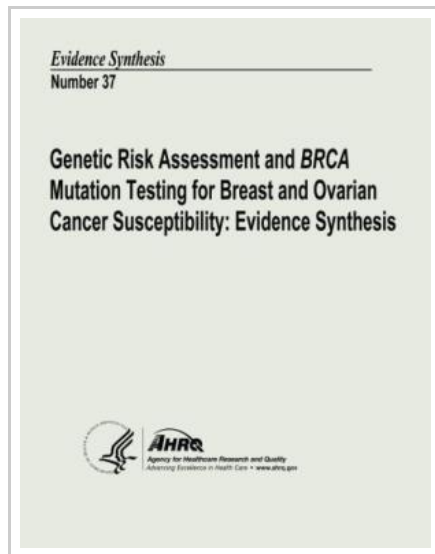 Evidence Synthesis
Number 37
Genetic Risk Assessment and BRCA
Mutation Testing for Breast and Ovarian
Cancer Susceptibility: Evidence Synthesis
AHRQ
Agency for Healthcare Research and Quality
Advancing Excellence in Health Care • www.ahrq.gov